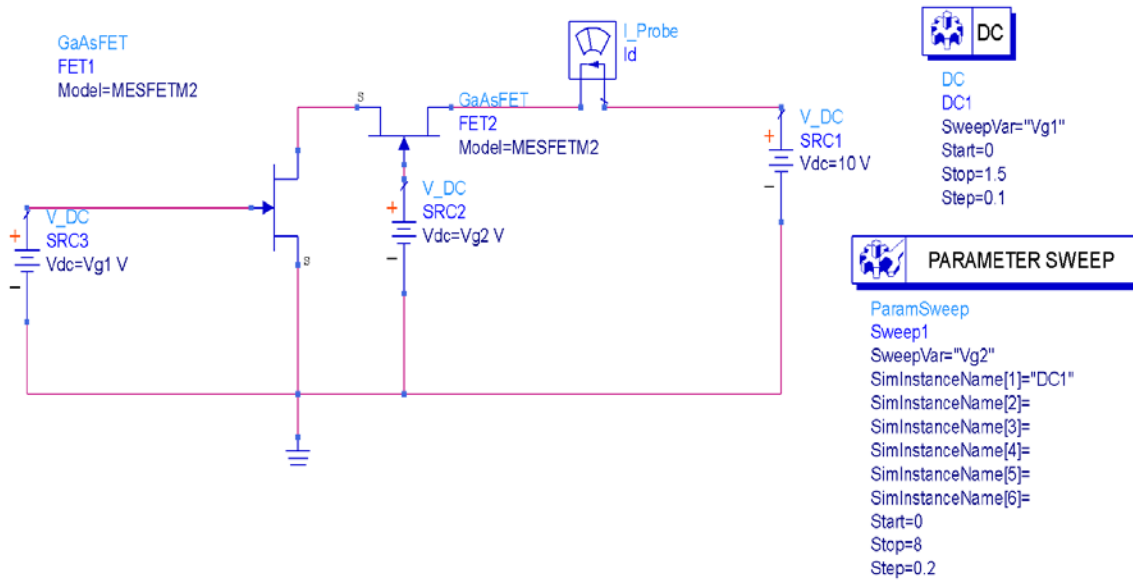 GaAsFET
FET1
Model=MESFETM2
I_Probe
Id
s
GaAsFET
FET2
Model=MESFETM2
+
V_DC
SRC1
Vdc=10 V
-
+
V_DC
SRC2
Vdc=Vg2 V
-
+
V_DC
SRC3
Vdc=Vg1 V
-
s
DC
DC
DC1
SweepVar="Vg1"
Start=0
Stop=1.5
Step=0.1
PARAMETER SWEEP
ParamSweep
Sweep1
SweepVar="Vg2"
SimInstanceName[1]="DC1"
SimInstanceName[2]=
SimInstanceName[3]=
SimInstanceName[4]=
SimInstanceName[5]=
SimInstanceName[6]=
Start=0
Stop=8
Step=0.2